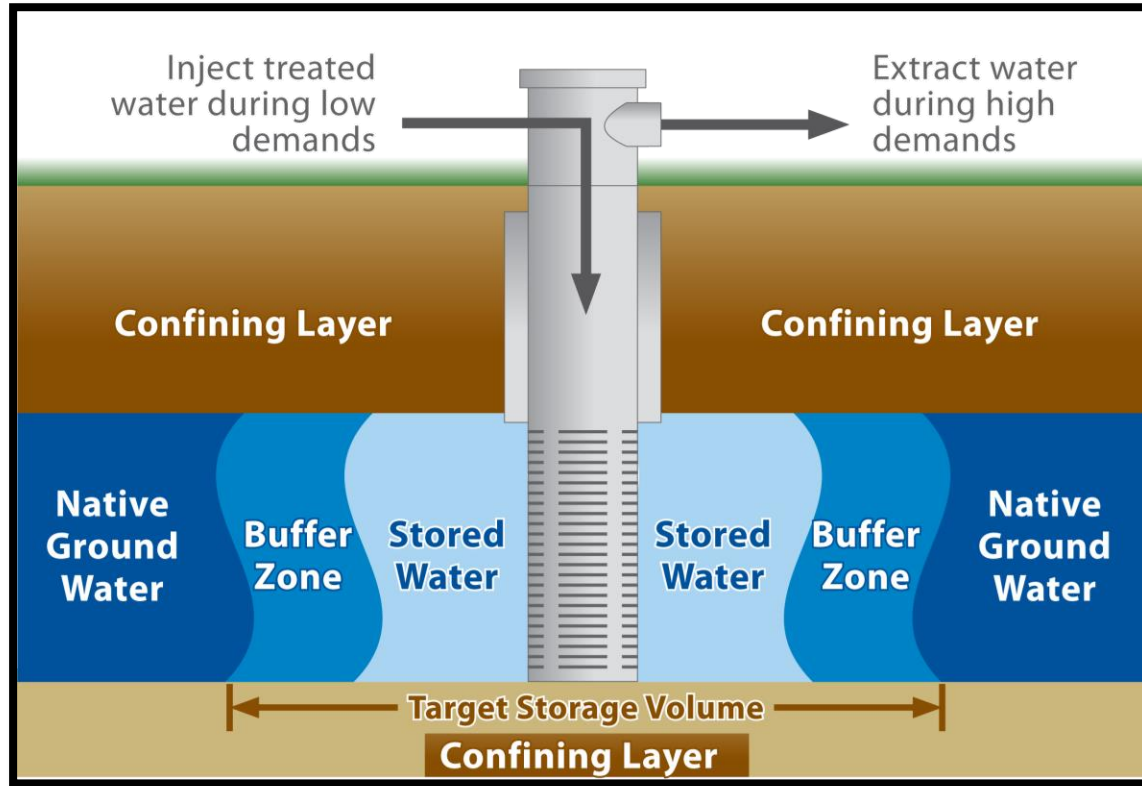 Inject treated
water during low
demands
Extract water
during high
demands
Confining Layer
Confining Layer
Native
Ground
Water
Buffer
Zone
Stored
Water
Stored
Water
Buffer
Zone
Native
Ground
Water
Target Storage Volume
Confining Layer